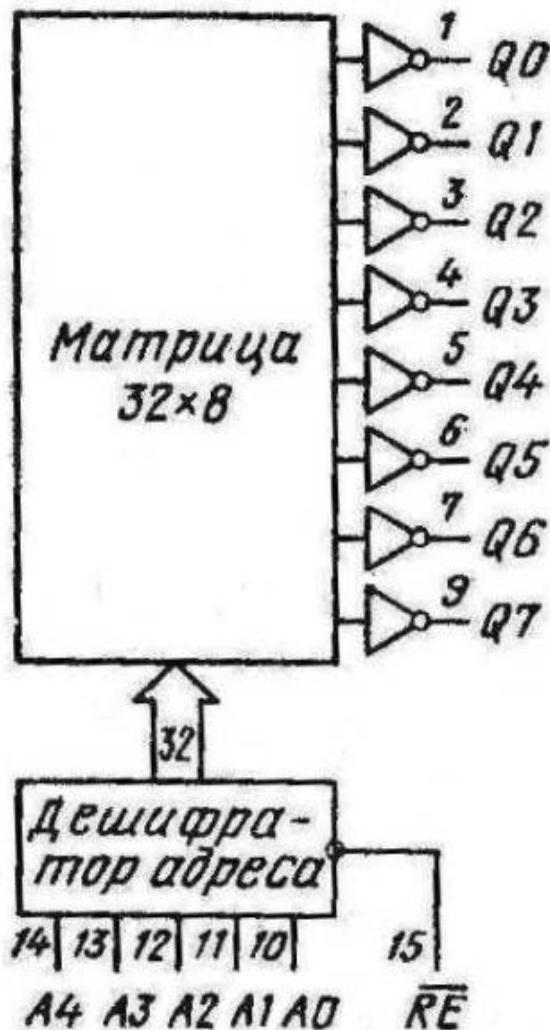 1 Q0
2 Q1
3 Q2
4 Q3
Матрица
32×8
5 Q4
6 Q5
7 Q6
9 Q7
32
Дешифра-
тор адреса
14 13 12 11 10 15
A4 A3 A2 A1 A0 R̅E̅